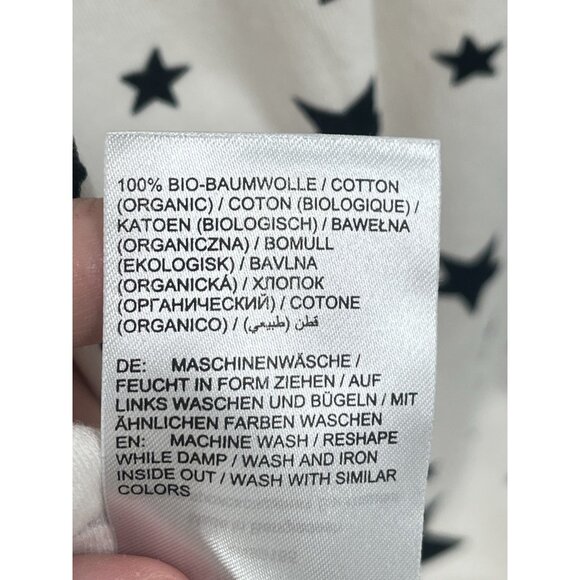 100% BIO-BAUMWOLLE / COTTON
(ORGANIC) / COTON (BIOLOGIQUE) /
KATOEN (BIOLOGISCH) / BAWEŁNA
(ORGANICZNA) / BOMULL
(EKOLOGISK) / BAVLNA
(ORGANICKÁ) / ХЛОПОК
(ОРГАНИЧЕСКИЙ) / COTONE
(ORGANICO) / قطن (طبيعي) /
DE: MASCHINENWÄSCHE /
FEUCHT IN FORM ZIEHEN / AUF
LINKS WASCHEN UND BÜGELN / MIT
ÄHNLICHEN FARBEN WASCHEN
EN: MACHINE WASH / RESHAPE
WHILE DAMP / WASH AND IRON
INSIDE OUT / WASH WITH SIMILAR
COLORS